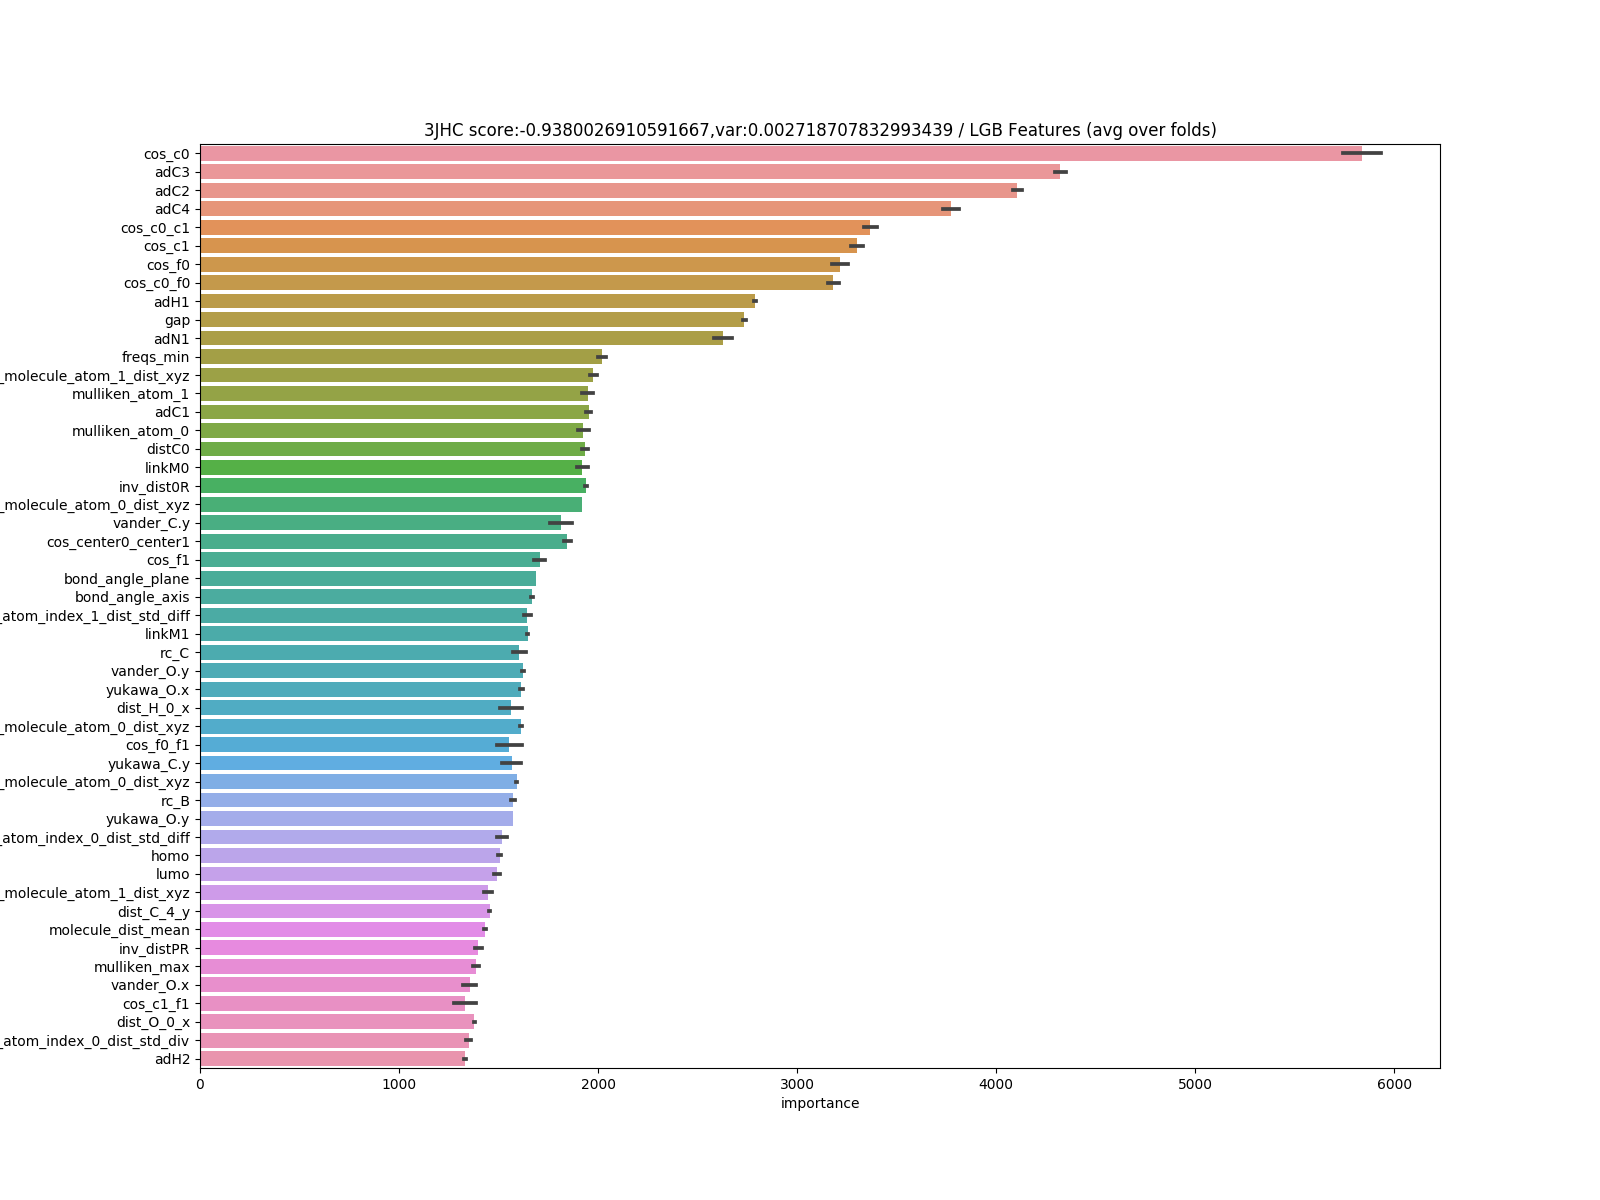 3JHC score:-0.9380026910591667,var:0.002718707832993439 / LGB Features (avg over folds)
cos_c0
adC3
adC2
adC4
cos_c0_c1
cos_c1
cos_f0
cos_c0_f0
adH1
gap
adN1
freqs_min
_molecule_atom_1_dist_xyz
mulliken_atom_1
adC1
mulliken_atom_0
distC0
linkM0
inv_dist0R
_molecule_atom_0_dist_xyz
vander_C.y
cos_center0_center1
cos_f1
bond_angle_plane
bond_angle_axis
_atom_index_1_dist_std_diff
linkM1
rc_C
vander_O.y
yukawa_O.x
dist_H_0_x
_molecule_atom_0_dist_xyz
cos_f0_f1
yukawa_C.y
_molecule_atom_0_dist_xyz
rc_B
yukawa_O.y
_atom_index_0_dist_std_diff
homo
lumo
_molecule_atom_1_dist_xyz
dist_C_4_y
molecule_dist_mean
inv_distPR
mulliken_max
vander_O.x
cos_c1_f1
dist_O_0_x
_atom_index_0_dist_std_div
adH2
0 1000 2000 3000 4000 5000 6000
importance